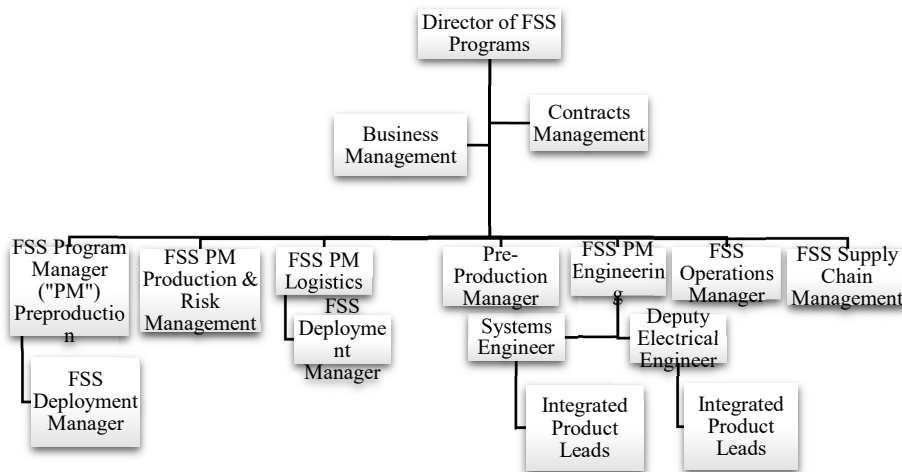 Director of FSS
Programs
Contracts
Management
Business
Management
FSS Program
Manager
("PM")
Preproductio
n
FSS PM
Production &
Risk
Management
FSS PM
Logistics
Pre-
Production
Manager
FSS PM
Engineerin
g
FSS
Operations
Manager
FSS Supply
Chain
Management
FSS
Deployment
Manager
FSS
Deployme
nt
Manager
Systems
Engineer
Deputy
Electrical
Engineer
Integrated
Product
Leads
Integrated
Product
Leads